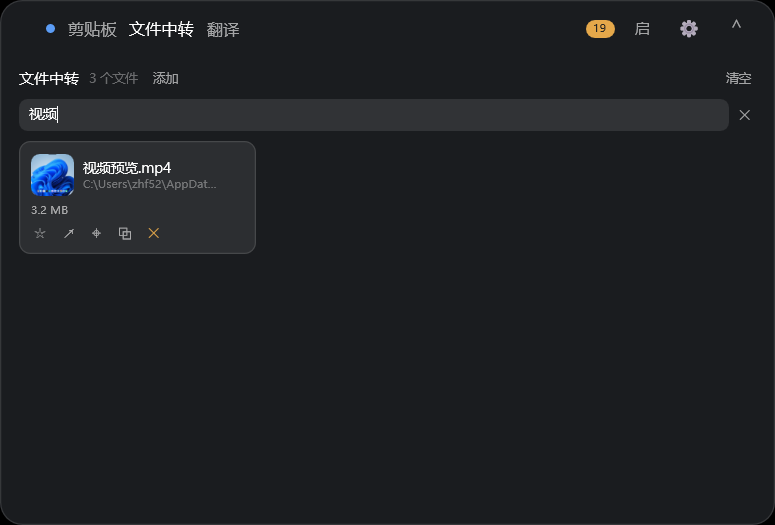 剪贴板 文件中转 翻译 19 启
文件中转 3 个文件 添加 清空
视频
视频预览.mp4
C:\Users\zhf52\AppDat...
3.2 MB